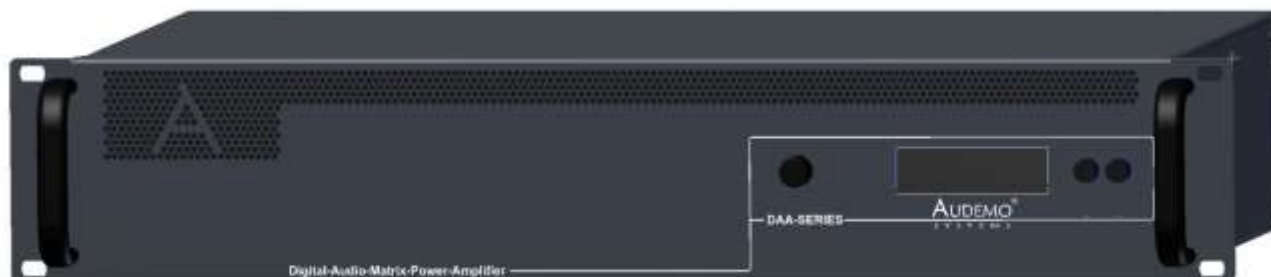 A
DAA-SERIES
AUDEMO®
SYSTEMS
Digital-Audio-Matrix-Power-Amplifier